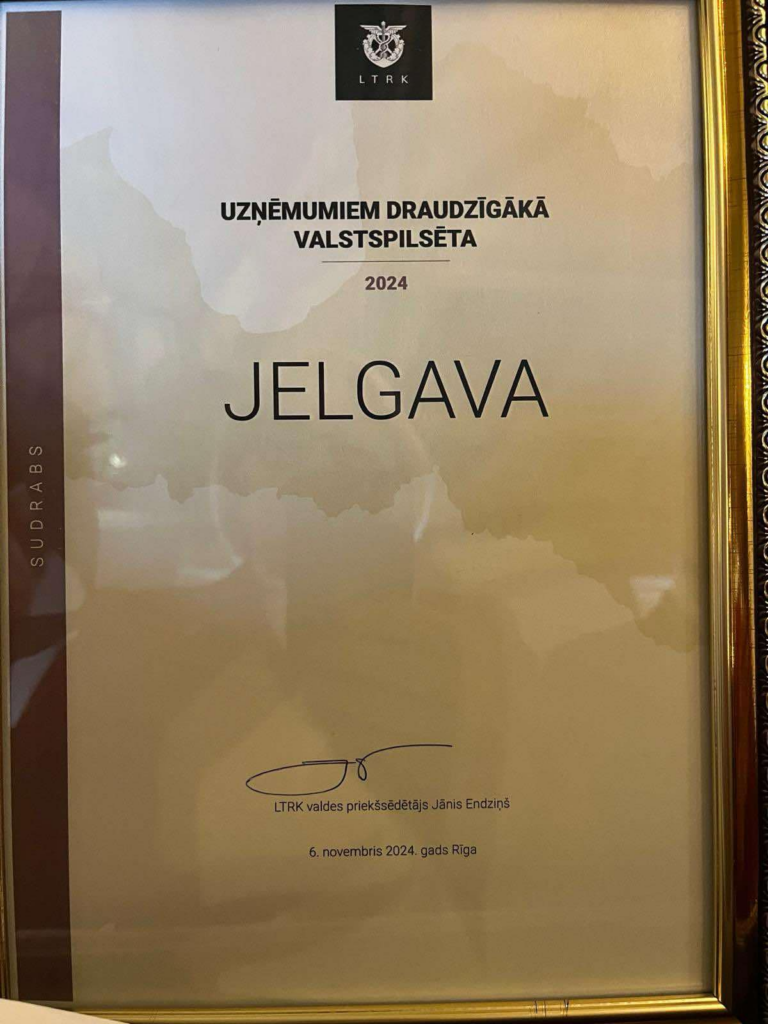 LTRK
UZŅĒMUMIEM DRAUDZĪGĀKĀ
VALSTSPILSĒTA
2024
JELGAVA
SUDRABS
LTRK valdes priekšsēdētājs Jānis Endziņš
6. novembris 2024. gads Rīga